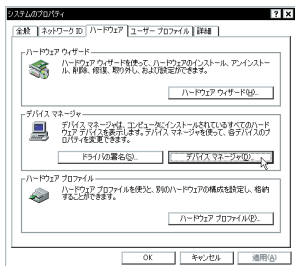 システムのプロパティ
全般 ネットワーク ID ハードウェア ユーザー プロファイル 詳細
ハードウェア ウィザード
ハードウェア ウィザードを使って、ハードウェアのインストール、アンインストー
ル、削除、修復、取り外し、および設定ができます。
ハードウェア ウィザード(H)...
デバイス マネージャ
デバイス マネージャは、コンピュータにインストールされているすべてのハード
ウェア デバイスを表示します。デバイス マネージャを使って、各デバイスのプ
ロパティを変更できます。
ドライバの署名(S)...
デバイス マネージャ(D)...
ハードウェア プロファイル
ハードウェア プロファイルを使うと、別のハードウェアの構成を設定し、格納
することができます。
ハードウェア プロファイル(P)...
OK キャンセル 適用(A)